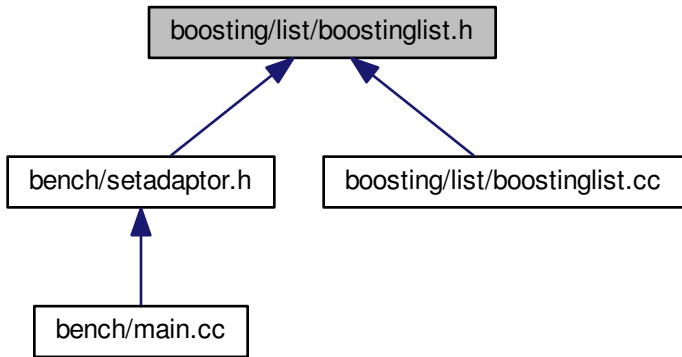 boosting/list/boostinglist.h
bench/setadaptor.h
boosting/list/boostinglist.cc
bench/main.cc